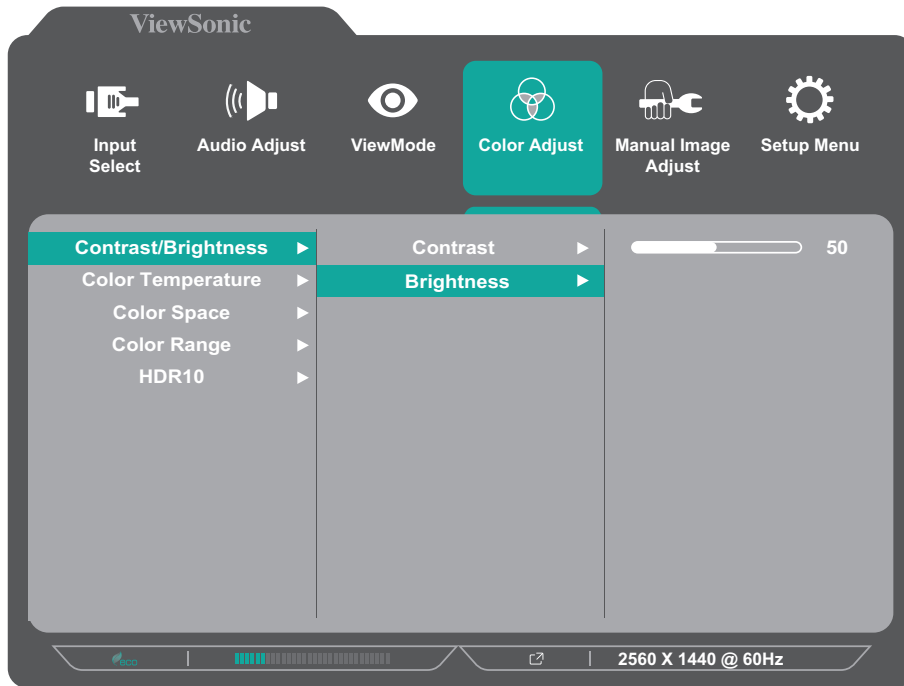 ViewSonic
Input Select
Audio Adjust
ViewMode
Color Adjust
Manual Image Adjust
Setup Menu
Contrast/Brightness
Color Temperature
Color Space
Color Range
HDR10
Contrast
Brightness
50
eco
2560 X 1440 @ 60Hz